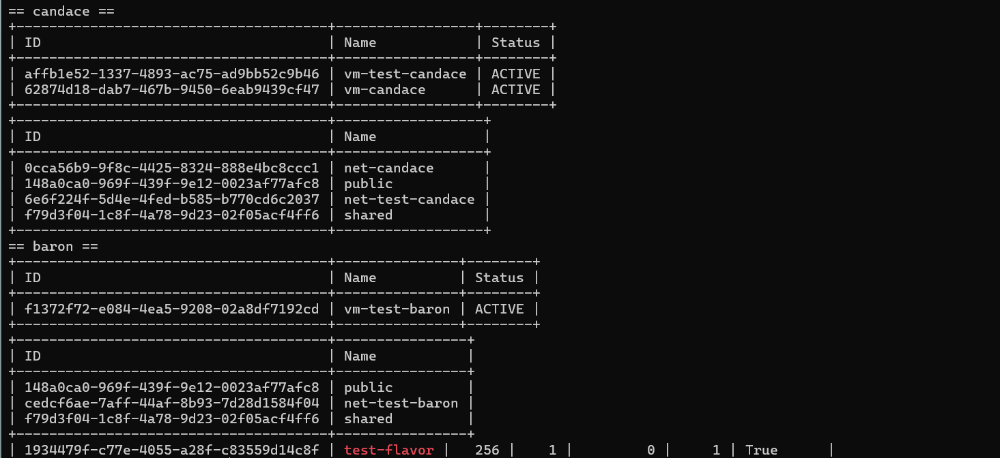 == candace ==
+--------------------------------------+-----------------+--------+
| ID                                   | Name            | Status |
+--------------------------------------+-----------------+--------+
| affb1e52-1337-4893-ac75-ad9bb52c9b46 | vm-test-candace | ACTIVE |
| 62874d18-dab7-467b-9450-6eab9439cf47 | vm-candace      | ACTIVE |
+--------------------------------------+-----------------+--------+
+--------------------------------------+------------------+
| ID                                   | Name             |
+--------------------------------------+------------------+
| 0cca56b9-9f8c-4425-8324-888e4bc8ccc1 | net-candace      |
| 148a0ca0-969f-439f-9e12-0023af77afc8 | public           |
| 6e6f224f-5d4e-4fed-b585-b770cd6c2037 | net-test-candace |
| f79d3f04-1c8f-4a78-9d23-02f05acf4ff6 | shared           |
+--------------------------------------+------------------+
== baron ==
+--------------------------------------+---------------+--------+
| ID                                   | Name          | Status |
+--------------------------------------+---------------+--------+
| f1372f72-e084-4ea5-9208-02a8df7192cd | vm-test-baron | ACTIVE |
+--------------------------------------+---------------+--------+
+--------------------------------------+----------------+
| ID                                   | Name           |
+--------------------------------------+----------------+
| 148a0ca0-969f-439f-9e12-0023af77afc8 | public         |
| cedcf6ae-7aff-44af-8b93-7d28d1584f04 | net-test-baron |
| f79d3f04-1c8f-4a78-9d23-02f05acf4ff6 | shared         |
+--------------------------------------+----------------+
| 1934479f-c77e-4055-a28f-c83559d14c8f | test-flavor |   256 |    1 |         0 |     1 | True      |